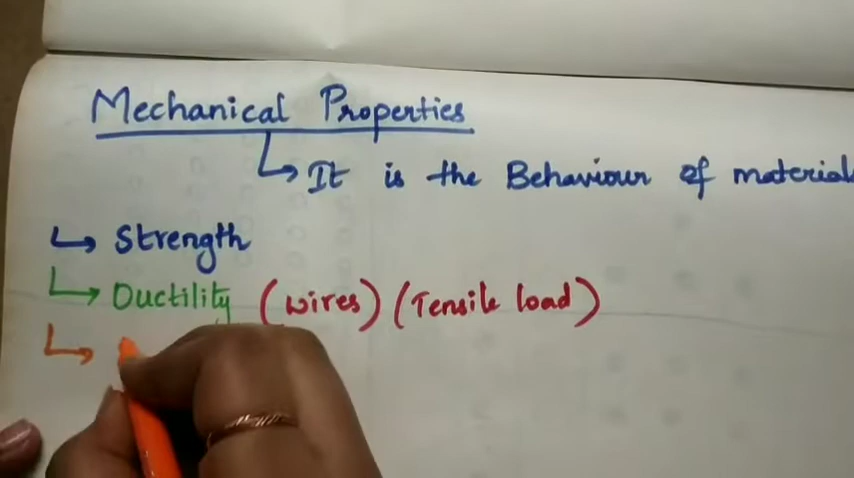 Mechanical Properties
It is the Behaviour of material
Strength
Ductility (wires) (Tensile load)